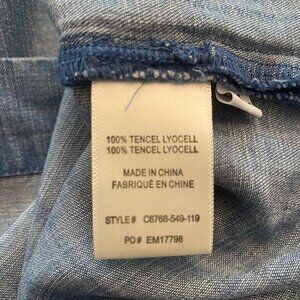 100% TENCEL LYOCELL
100% TENCEL LYOCELL
MADE IN CHINA
FABRIQUÉ EN CHINE
STYLE# C6768-549-119
PO# EM17798